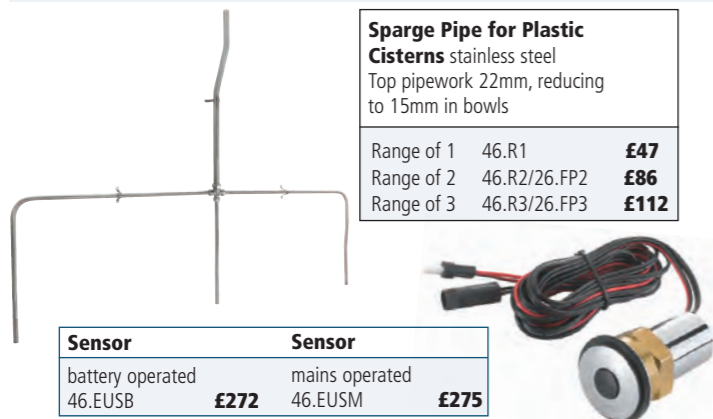 Sparge Pipe for Plastic
Cisterns stainless steel
Top pipework 22mm, reducing
to 15mm in bowls
Range of 1 46.R1 £47
Range of 2 46.R2/26.FP2 £86
Range of 3 46.R3/26.FP3 £112
Sensor Sensor
battery operated mains operated
46.EUSB £272 46.EUSM £275